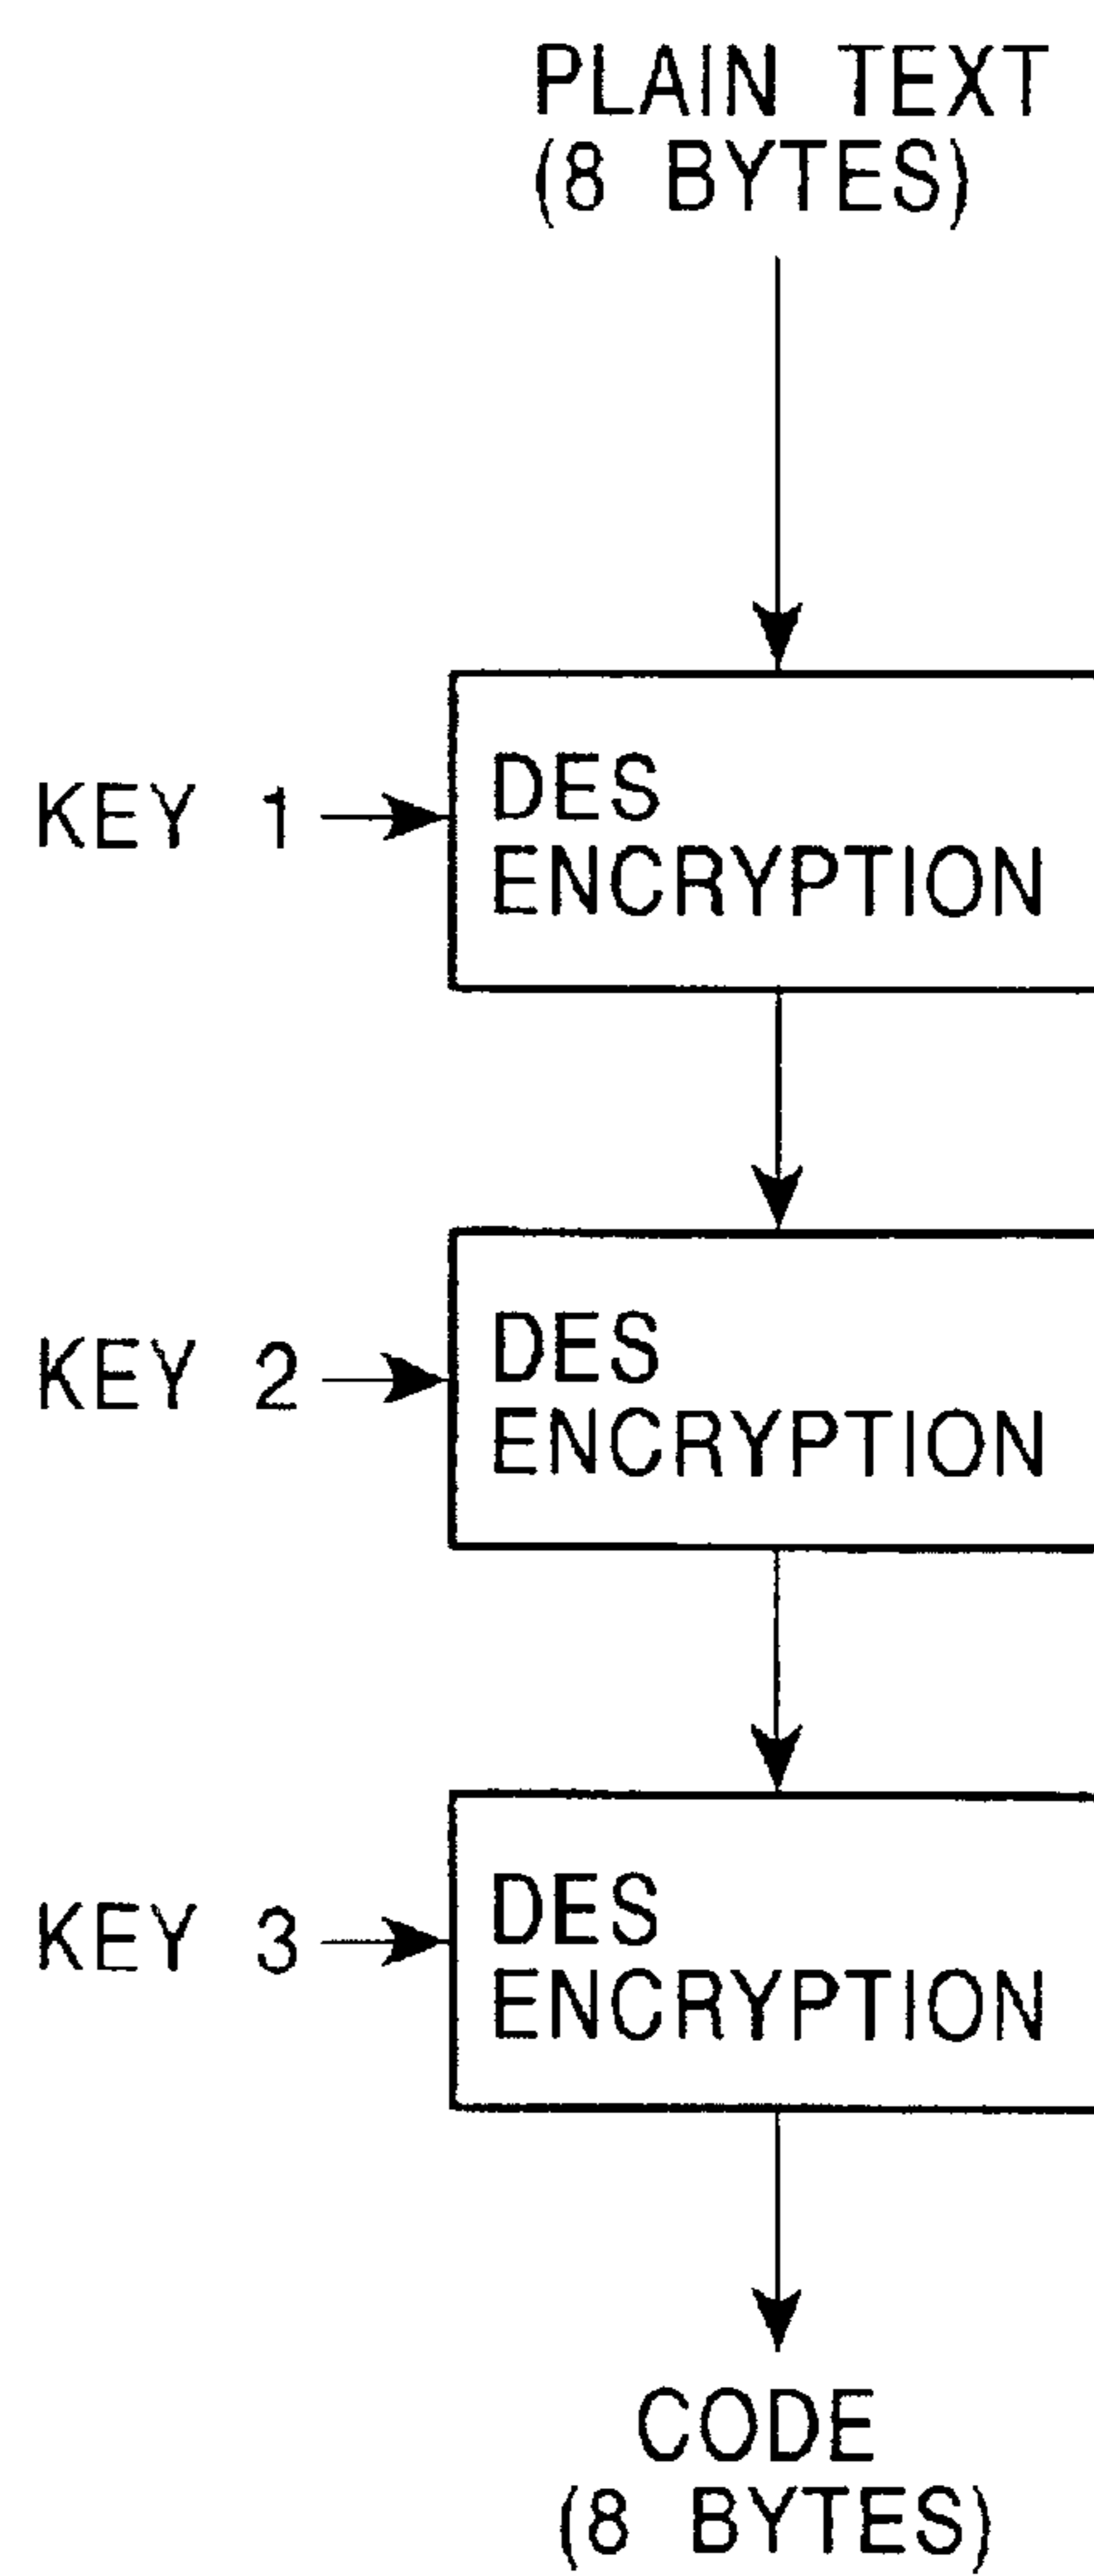 PLAIN TEXT
(8 BYTES)
KEY 1
DES
ENCRYPTION
KEY 2
DES
ENCRYPTION
KEY 3
DES
ENCRYPTION
CODE
(8 BYTES)